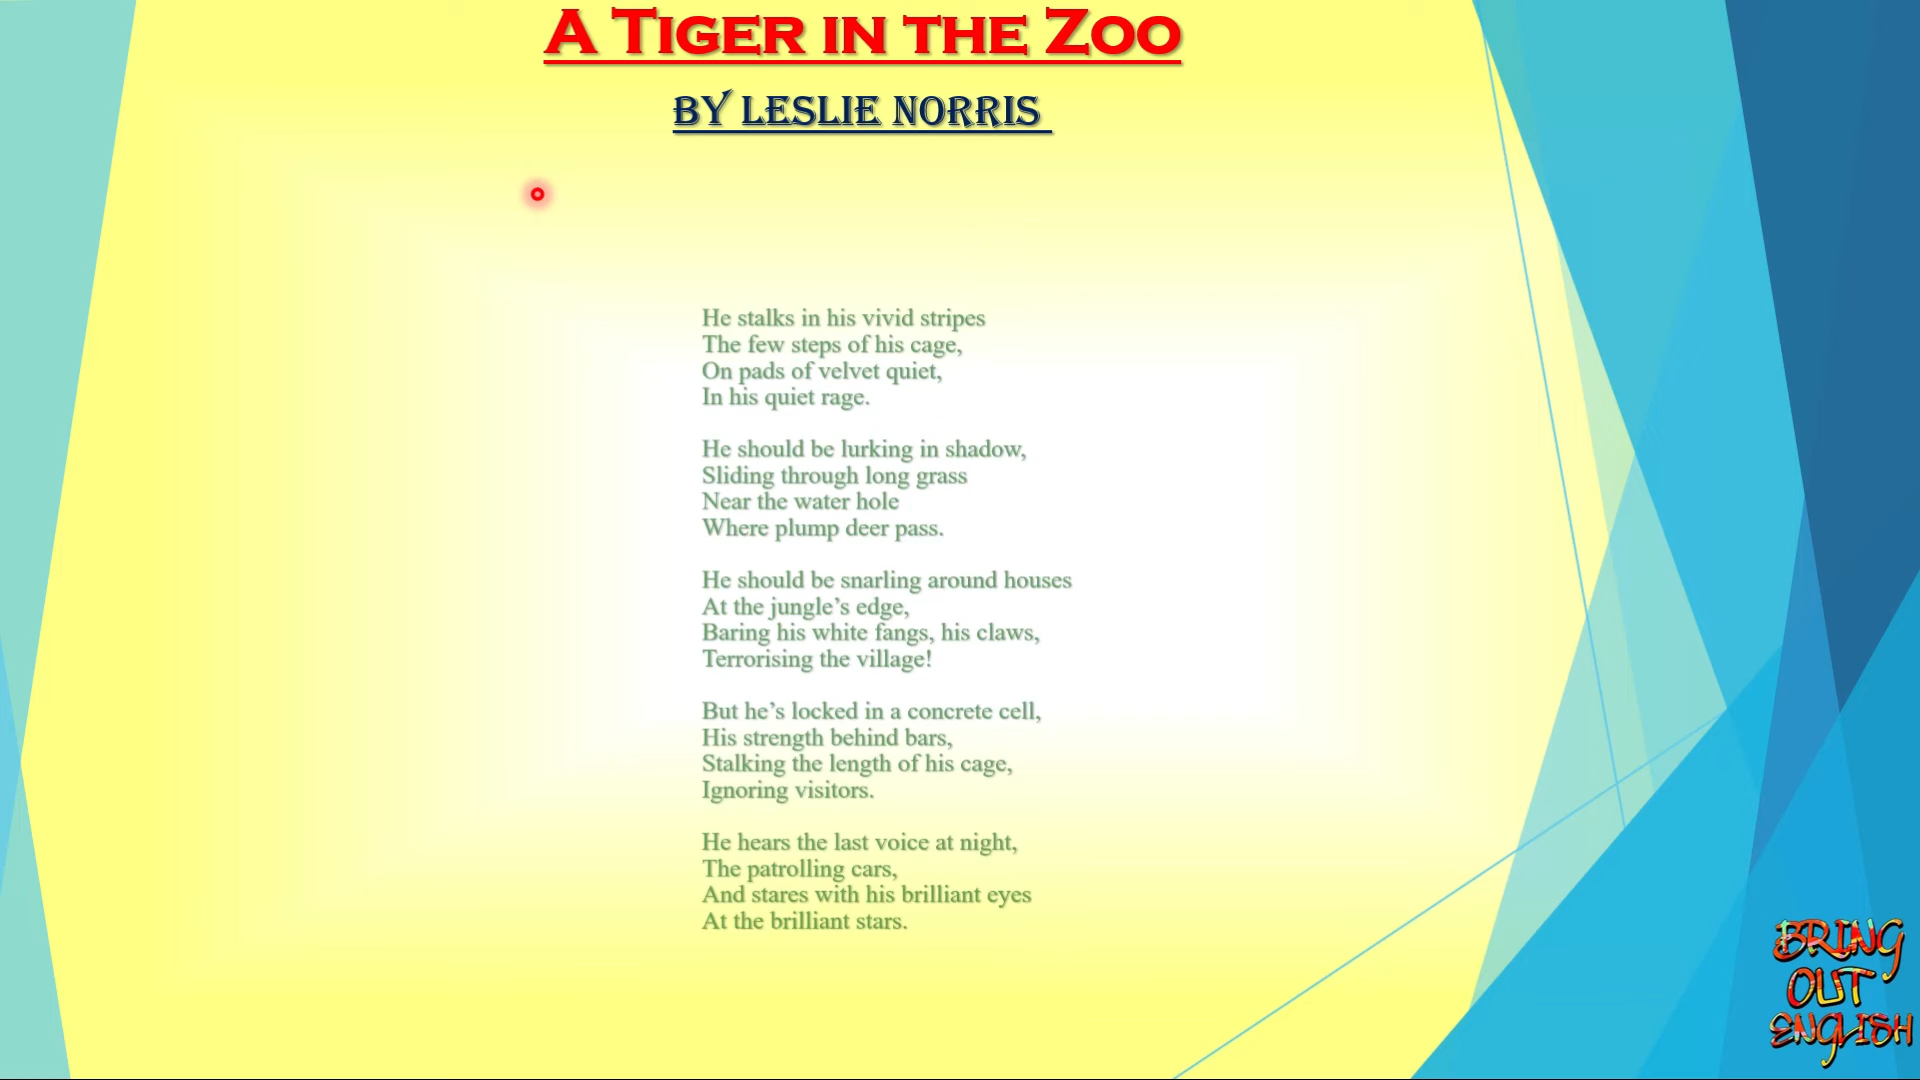 A TIGER IN THE ZOO
BY LESLIE NORRIS
He stalks in his vivid stripes
The few steps of his cage,
On pads of velvet quiet,
In his quiet rage.
He should be lurking in shadow,
Sliding through long grass
Near the water hole
Where plump deer pass.
He should be snarling around houses
At the jungle’s edge,
Baring his white fangs, his claws,
Terrorising the village!
But he’s locked in a concrete cell,
His strength behind bars,
Stalking the length of his cage,
Ignoring visitors.
He hears the last voice at night,
The patrolling cars,
And stares with his brilliant eyes
At the brilliant stars.
BRING
OUT
ENGLISH